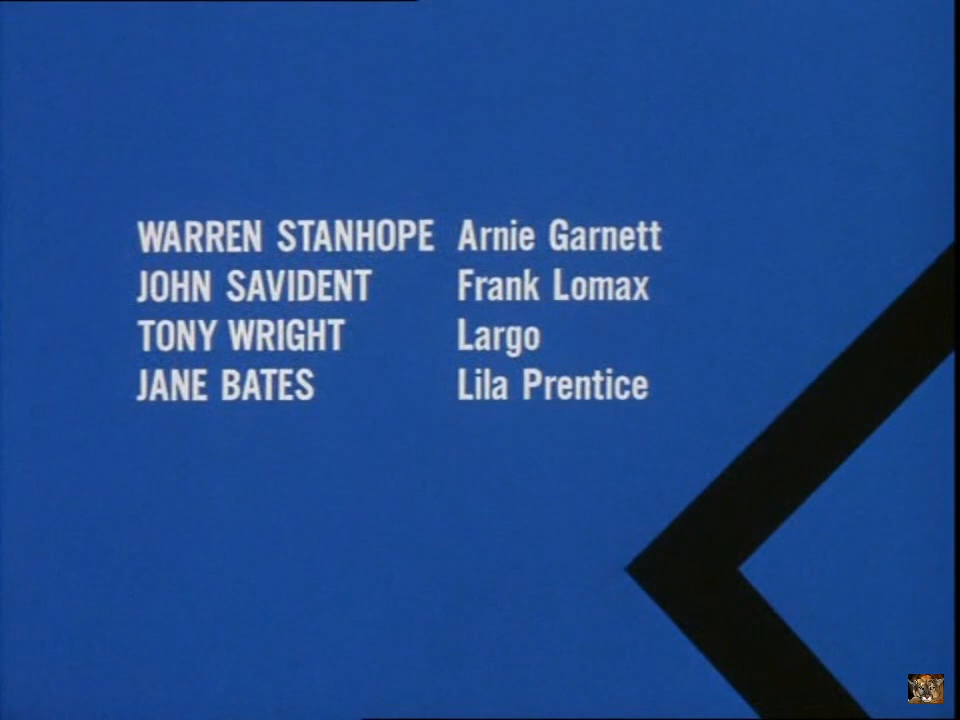 WARREN STANHOPE Arnie Garnett
JOHN SAVIDENT Frank Lomax
TONY WRIGHT Largo
JANE BATES Lila Prentice